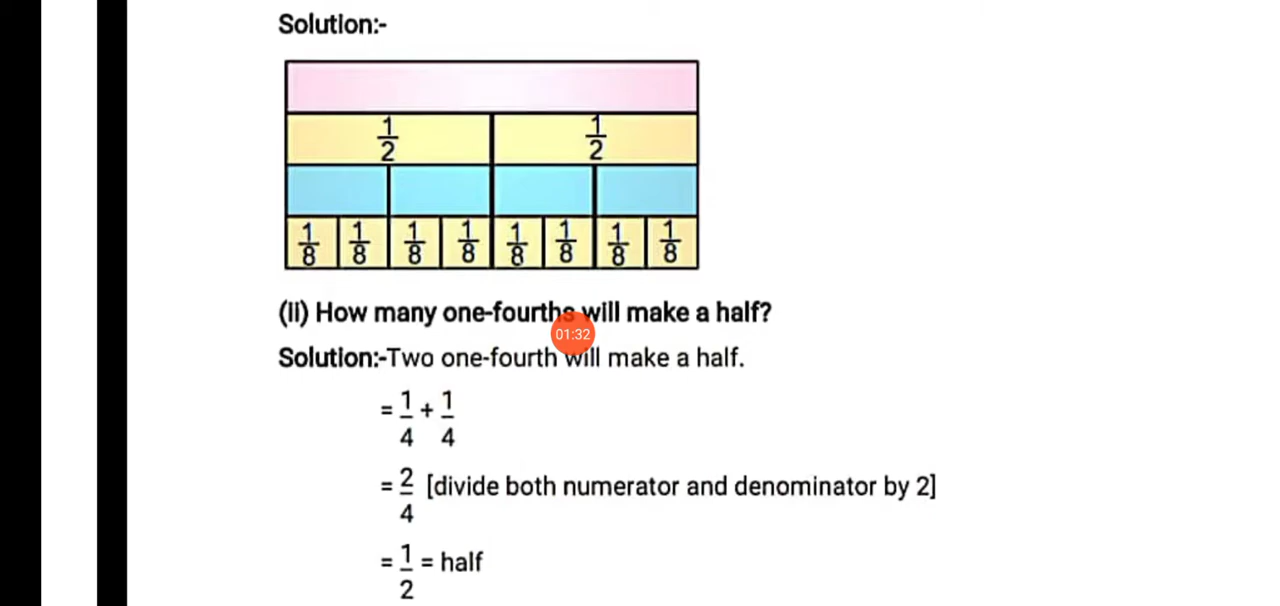 Solution:-
1/2 1/2
1/8 1/8 1/8 1/8 1/8 1/8 1/8 1/8
(ii) How many one-fourths will make a half?
01:32
Solution:-Two one-fourth will make a half.
= 1/4 + 1/4
= 2/4 [divide both numerator and denominator by 2]
= 1/2 = half